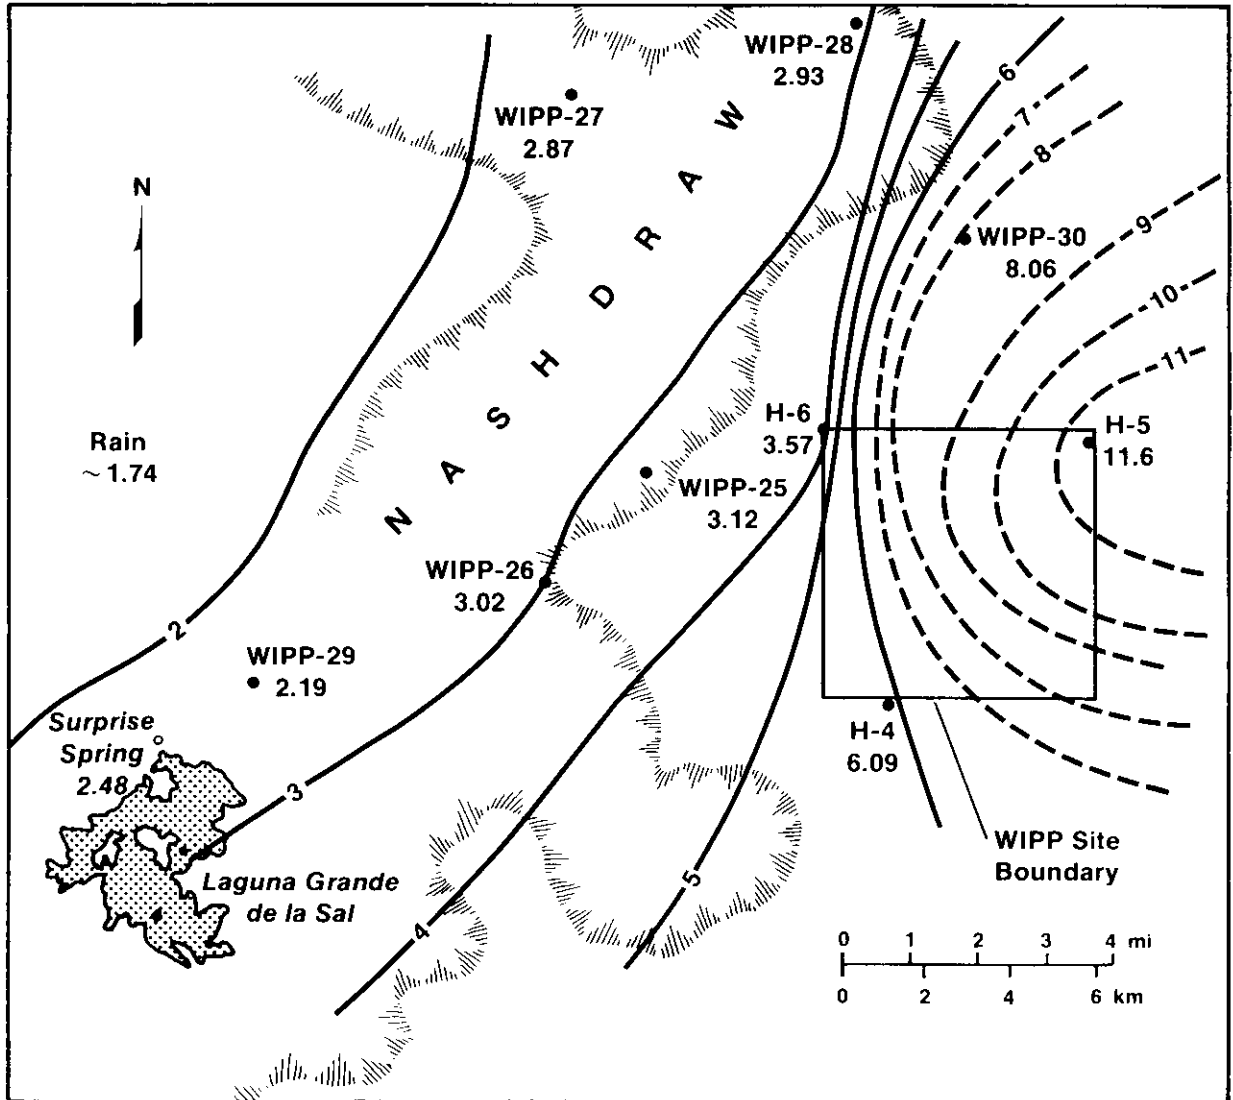 WIPP-28
2.93
WIPP-27
2.87
6
7
8
N
NASH DRAW
WIPP-30
8.06
9
10
11
Rain
~1.74
H-6
3.57
H-5
11.6
WIPP-25
3.12
WIPP-26
3.02
2
WIPP-29
2.19
Surprise
Spring
2.48
H-4
6.09
3
WIPP Site
Boundary
Laguna Grande
de la Sal
5
4
0 1 2 3 4 mi
0 2 4 6 km